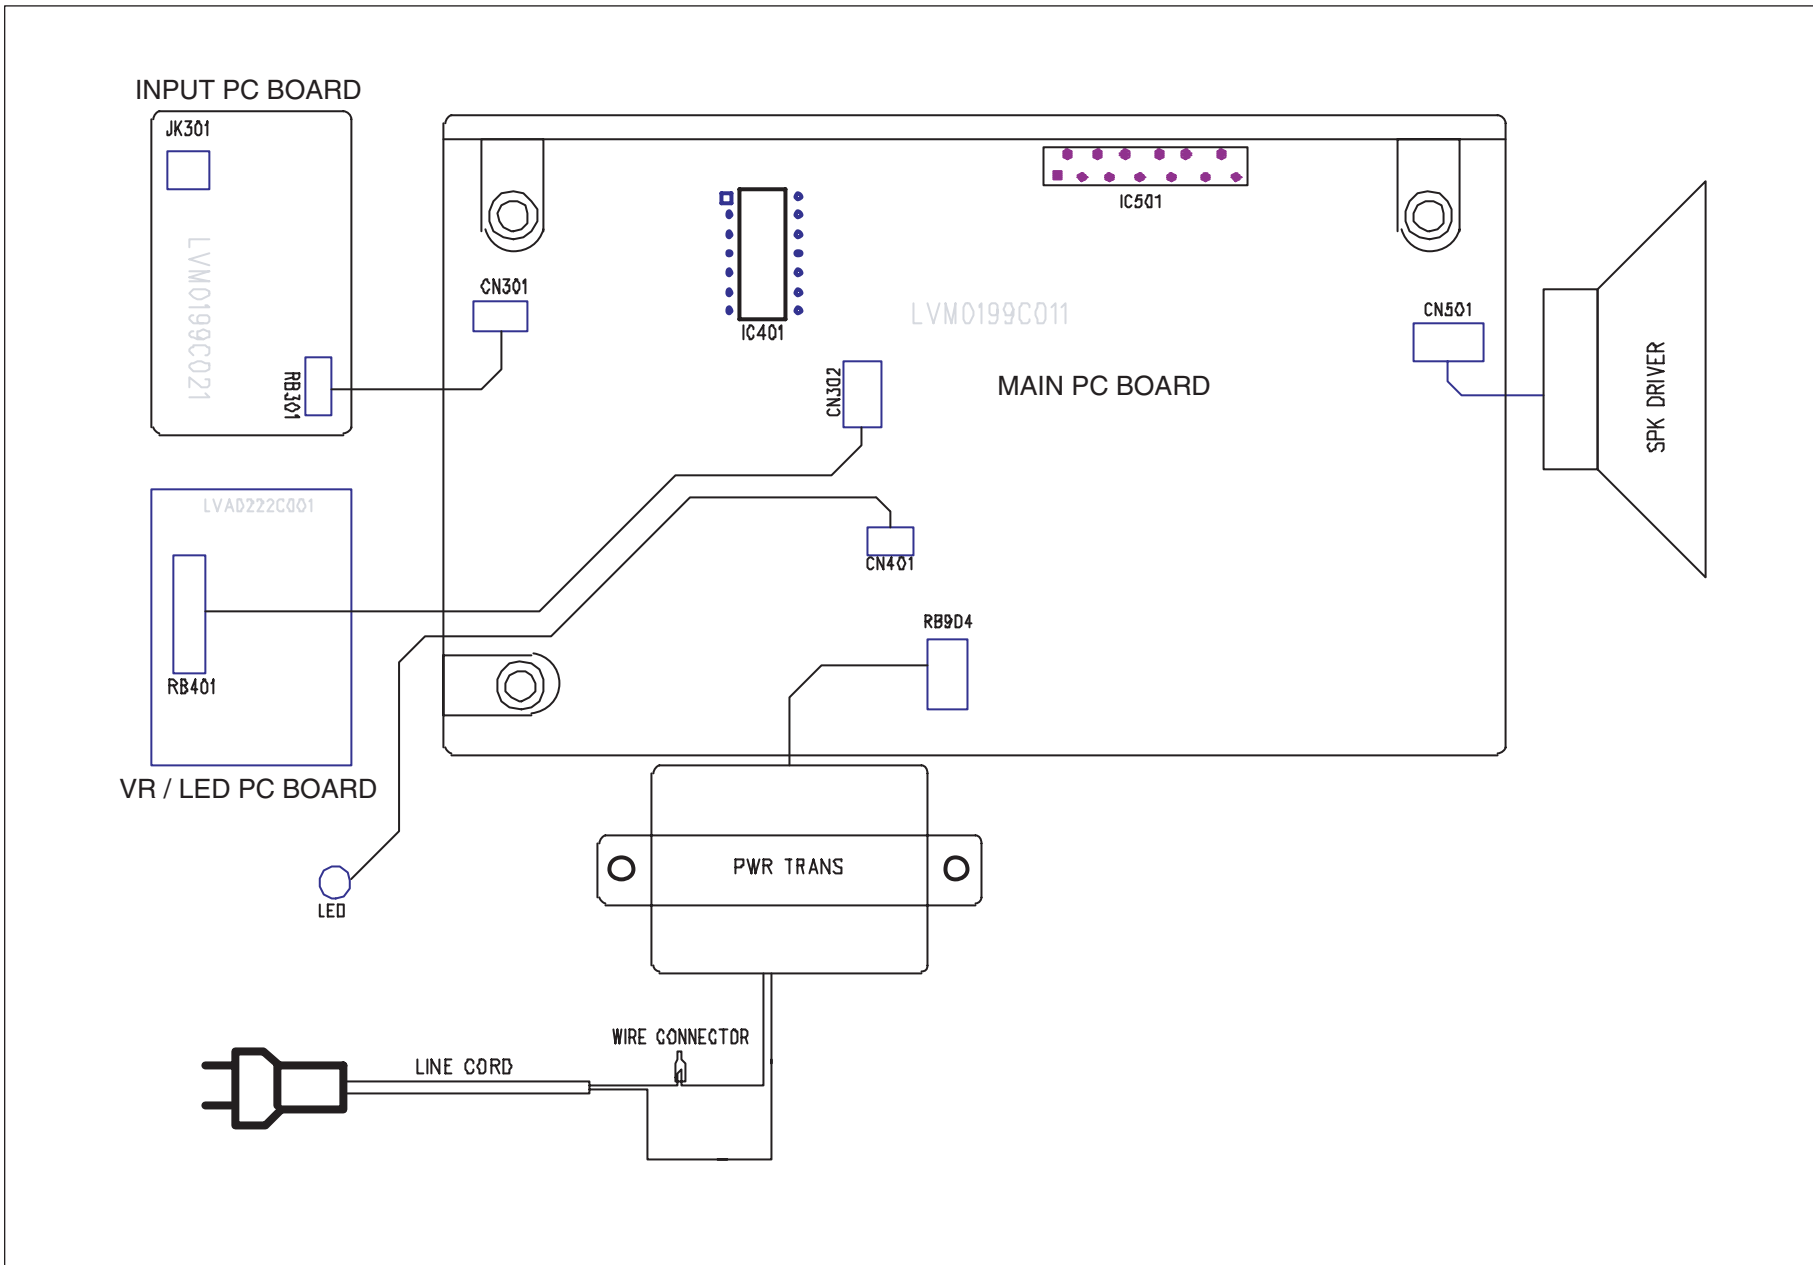 INPUT PC BOARD
JK301
LVM0199C021
RB301
CN301
IC401
IC501
LVM0199C011
CN302
MAIN PC BOARD
CN501
SPK DRIVER
LVA0222C001
RB401
VR / LED PC BOARD
CN401
RB904
LED
PWR TRANS
WIRE CONNECTOR
LINE CORD